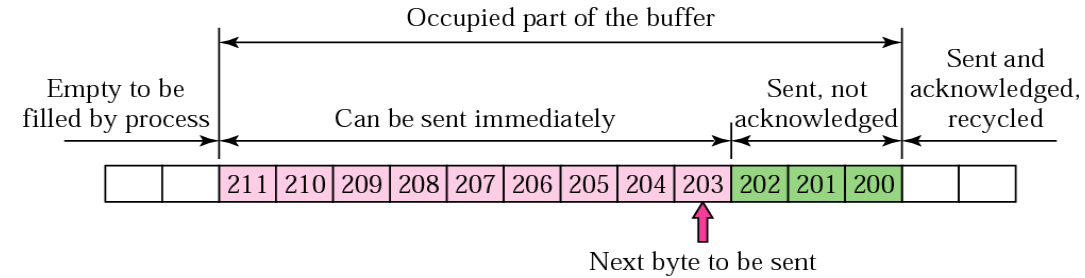 Occupied part of the buffer
Empty to be
filled by process
Can be sent immediately
Sent, not
acknowledged
Sent and
acknowledged,
recycled
211 210 209 208 207 206 205 204 203 202 201 200
Next byte to be sent